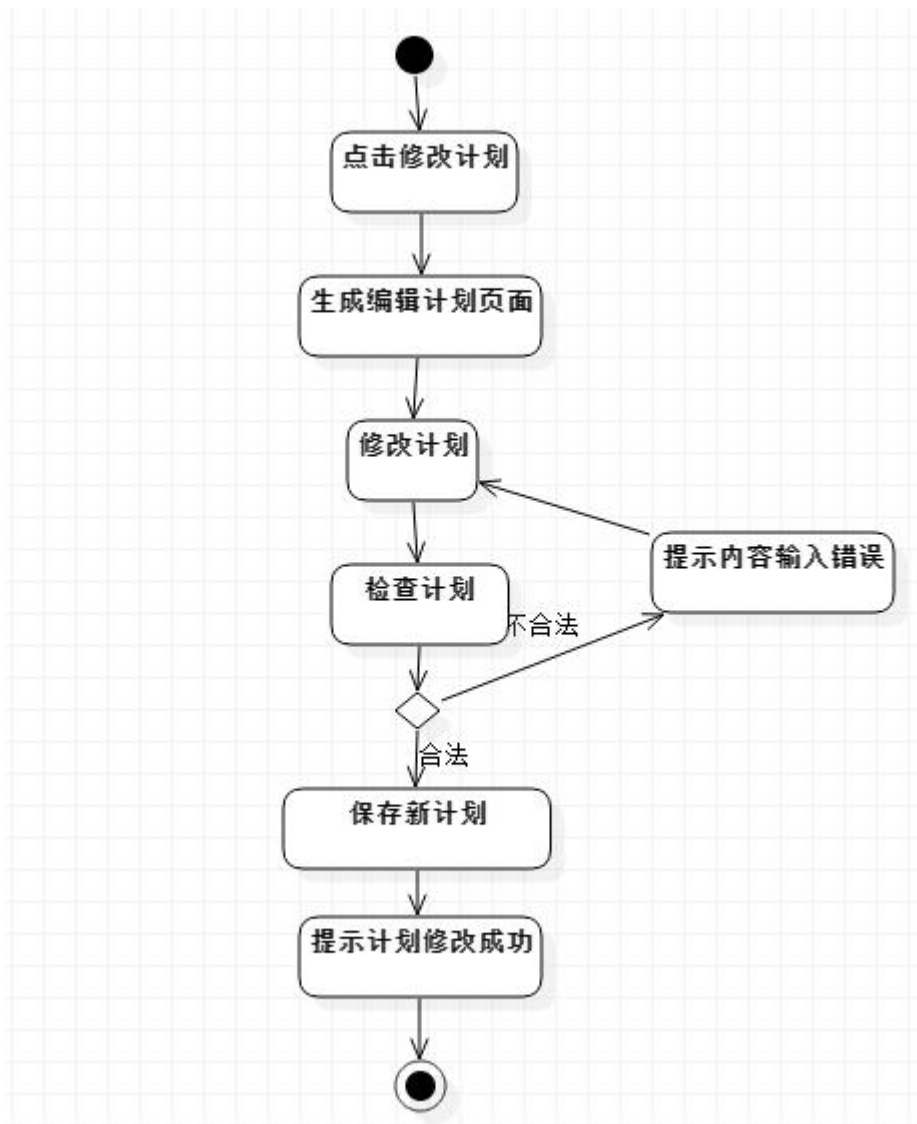 点击修改计划
生成编辑计划页面
修改计划
提示内容输入错误
检查计划
不合法
合法
保存新计划
提示计划修改成功